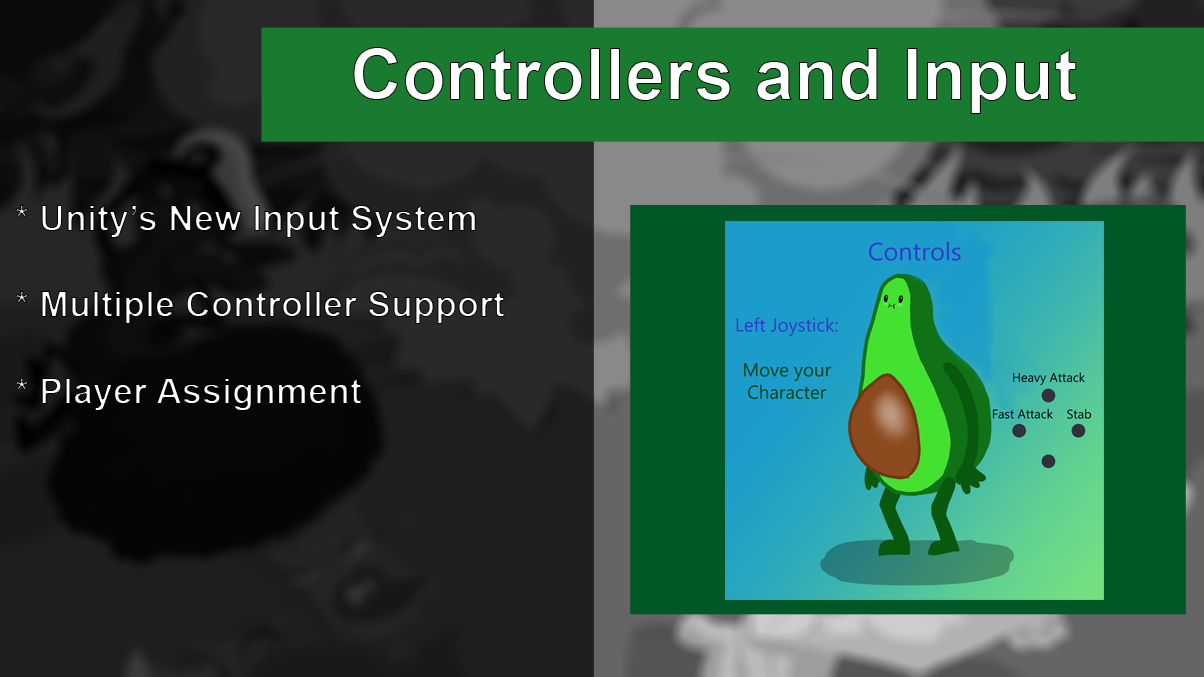 Controllers and Input
* Unity’s New Input System
* Multiple Controller Support
* Player Assignment
Controls
Left Joystick:
Move your
Character
Heavy Attack
Fast Attack Stab